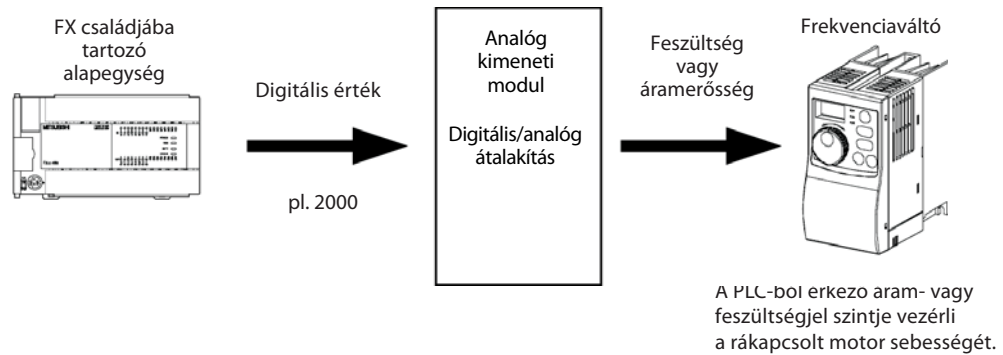 FX családjába
tartozó
alapegység
MITSUBISHI
Digitális érték
pl. 2000
Analóg
kimeneti
modul
Digitális/analóg
átalakítás
Feszültség
vagy
áramerősség
Frekvenciaváltó
A PLC-ből érkező áram- vagy
feszültségjel szintje vezérli
a rákapcsolt motor sebességét.